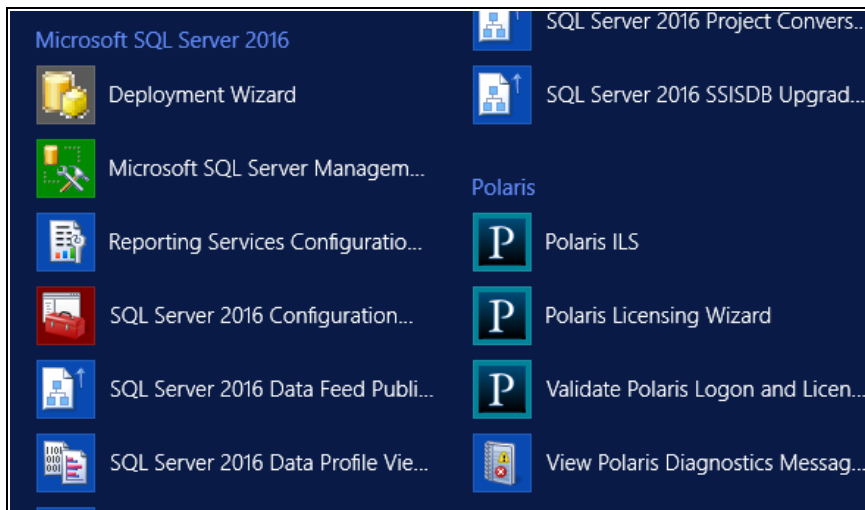 Microsoft SQL Server 2016
Deployment Wizard
Microsoft SQL Server Managem...
Reporting Services Configuratio...
SQL Server 2016 Configuration...
SQL Server 2016 Data Feed Publi...
SQL Server 2016 Data Profile Vie...
SQL Server 2016 Project Convers...
SQL Server 2016 SSISDB Upgrad...
Polaris
Polaris ILS
Polaris Licensing Wizard
Validate Polaris Logon and Licen...
View Polaris Diagnostics Messag...